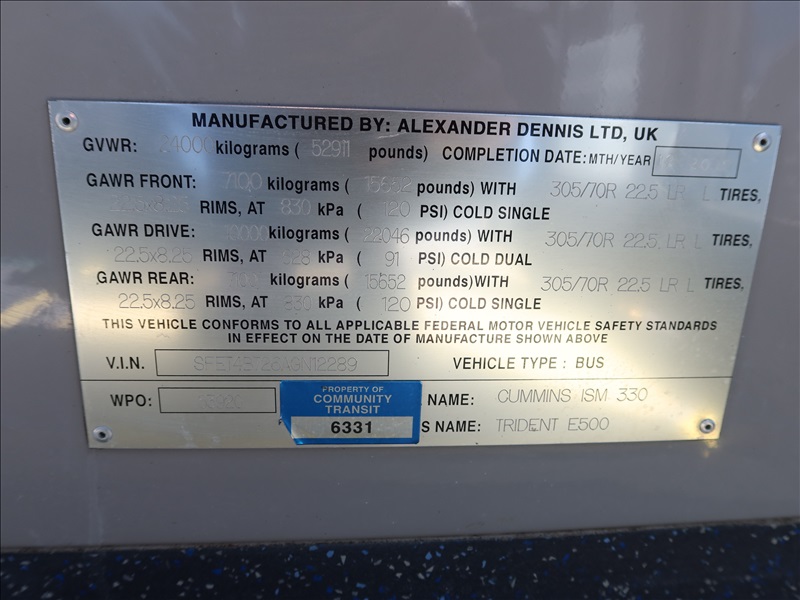 MANUFACTURED BY: ALEXANDER DENNIS LTD, UK
GVWR: 24000 kilograms ( 52911 pounds) COMPLETION DATE: MTH/YEAR
GAWR FRONT: 7100 kilograms ( 15652 pounds) WITH 305/70R 22.5 LR L TIRES,
RIMS, AT 830 kPa ( 120 PSI) COLD SINGLE
GAWR DRIVE: 10000 kilograms ( 22046 pounds) WITH 305/70R 22.5 LR L TIRES,
22.5x8.25 RIMS, AT 628 kPa ( 91 PSI) COLD DUAL
GAWR REAR: 7100 kilograms ( 15652 pounds)WITH 305/70R 22.5 LR L TIRES,
22.5x8.25 RIMS, AT 830 kPa ( 120 PSI) COLD SINGLE
THIS VEHICLE CONFORMS TO ALL APPLICABLE FEDERAL MOTOR VEHICLE SAFETY STANDARDS
IN EFFECT ON THE DATE OF MANUFACTURE SHOWN ABOVE
V.I.N. VEHICLE TYPE : BUS
WPO:
PROPERTY OF
COMMUNITY
TRANSIT
6331
NAME: CUMMINS ISM 330
S NAME: TRIDENT E500